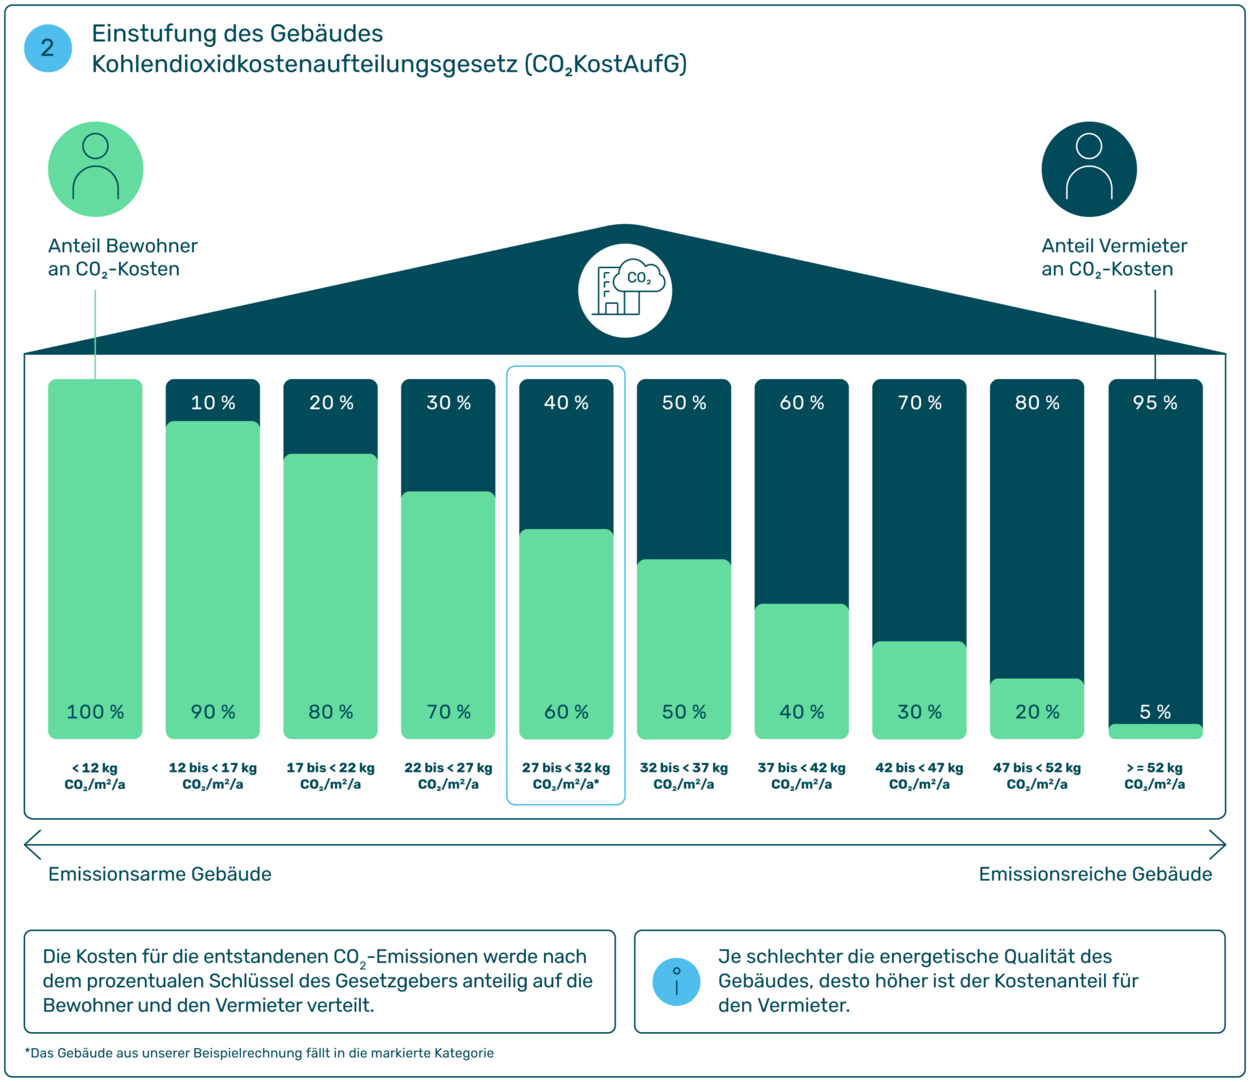 2
Einstufung des Gebäudes
Kohlendioxidkostenaufteilungsgesetz (CO₂KostAufG)
Anteil Bewohner
an CO₂-Kosten
Anteil Vermieter
an CO₂-Kosten
CO₂
10 %
20 %
30 %
40 %
50 %
60 %
70 %
80 %
95 %
100 %
90 %
80 %
70 %
60 %
50 %
40 %
30 %
20 %
5 %
< 12 kg
CO₂/m²/a
12 bis < 17 kg
CO₂/m²/a
17 bis < 22 kg
CO₂/m²/a
22 bis < 27 kg
CO₂/m²/a
27 bis < 32 kg
CO₂/m²/a*
32 bis < 37 kg
CO₂/m²/a
37 bis < 42 kg
CO₂/m²/a
42 bis < 47 kg
CO₂/m²/a
47 bis < 52 kg
CO₂/m²/a
> = 52 kg
CO₂/m²/a
Emissionsarme Gebäude
Emissionsreiche Gebäude
Die Kosten für die entstandenen CO₂-Emissionen werde nach
dem prozentualen Schlüssel des Gesetzgebers anteilig auf die
Bewohner und den Vermieter verteilt.
Je schlechter die energetische Qualität des
Gebäudes, desto höher ist der Kostenanteil für
den Vermieter.
*Das Gebäude aus unserer Beispielrechnung fällt in die markierte Kategorie